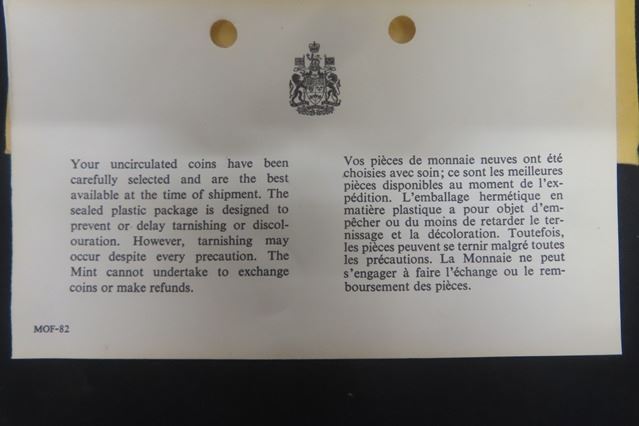 Your uncirculated coins have been
carefully selected and are the best
available at the time of shipment. The
sealed plastic package is designed to
prevent or delay tarnishing or discol-
ouration. However, tarnishing may
occur despite every precaution. The
Mint cannot undertake to exchange
coins or make refunds.
Vos pièces de monnaie neuves ont été
choisies avec soin; ce sont les meilleures
pièces disponibles au moment de l'ex-
pédition. L'emballage hermétique en
matière plastique a pour objet d'em-
pêcher ou du moins de retarder le ter-
nissage et la décoloration. Toutefois,
les pièces peuvent se ternir malgré toutes
les précautions. La Monnaie ne peut
s'engager à faire l'échange ou le rem-
boursement des pièces.
MOF-82